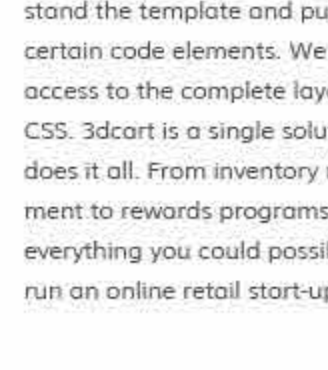 stand the template and pu
certain code elements. We
access to the complete lay
CSS. 3dcart is a single solu
does it all. From inventory
ment to rewards programs
everything you could possi
run an online retail start-up